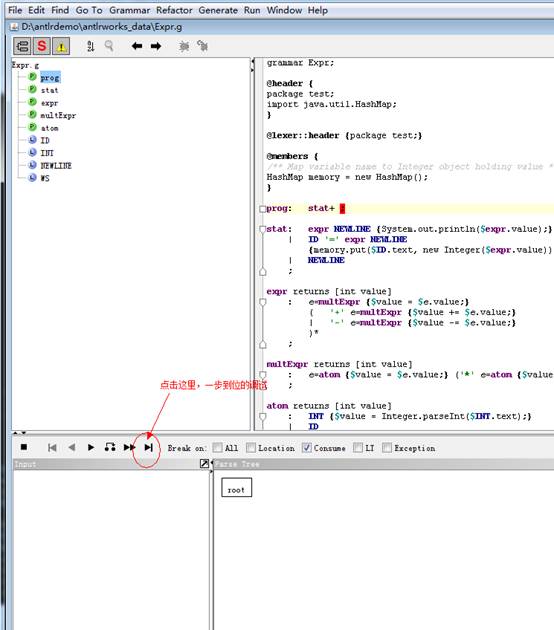 File Edit Find Go To Grammar Refactor Generate Run Window Help
D:\antlrdemo\antlrworks_data\Expr.g
S
Expr.g
P prog
P stat
P expr
P multExpr
P atom
L ID
L INT
L NEWLINE
L WS
grammar Expr;
@header {
package test;
import java.util.HashMap;
}
@lexer::header {package test;}
@members {
/** Map variable name to Integer object holding value *
HashMap memory = new HashMap();
}
prog: stat+ ;
stat: expr NEWLINE {System.out.println($expr.value);}
| ID '=' expr NEWLINE
{memory.put($ID.text, new Integer($expr.value))
| NEWLINE
;
expr returns [int value]
: e=multExpr {$value = $e.value;}
( '+' e=multExpr {$value += $e.value;}
| '-' e=multExpr {$value -= $e.value;}
)*
;
multExpr returns [int value]
: e=atom {$value = $e.value;} ('*' e=atom {$value
;
atom returns [int value]
: INT {$value = Integer.parseInt($INT.text);}
| ID
点击这里，一步到位的调试
Break on: All Location Consume LT Exception
Input
Parse Tree
root